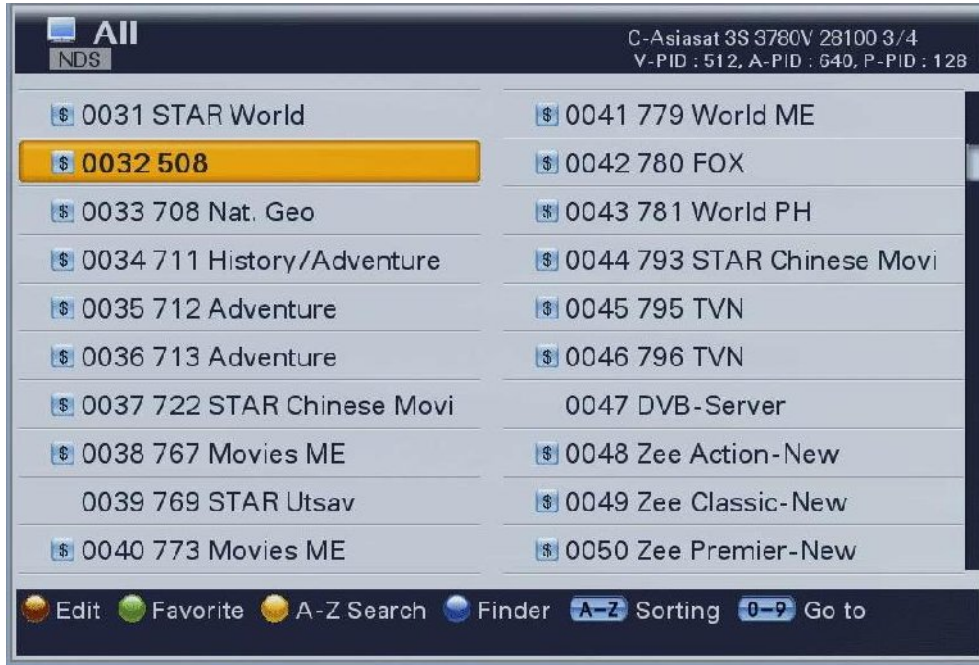 All
NDS
C-Asiasat 3S 3780V 28100 3/4
V-PID : 512, A-PID : 640, P-PID : 128
$ 0031 STAR World
$ 0032 508
$ 0033 708 Nat. Geo
$ 0034 711 History/Adventure
$ 0035 712 Adventure
$ 0036 713 Adventure
$ 0037 722 STAR Chinese Movi
$ 0038 767 Movies ME
0039 769 STAR Utsav
$ 0040 773 Movies ME
$ 0041 779 World ME
$ 0042 780 FOX
$ 0043 781 World PH
$ 0044 793 STAR Chinese Movi
$ 0045 795 TVN
$ 0046 796 TVN
0047 DVB-Server
$ 0048 Zee Action-New
$ 0049 Zee Classic-New
$ 0050 Zee Premier-New
Edit Favorite A-Z Search Finder A-Z Sorting 0-9 Go to